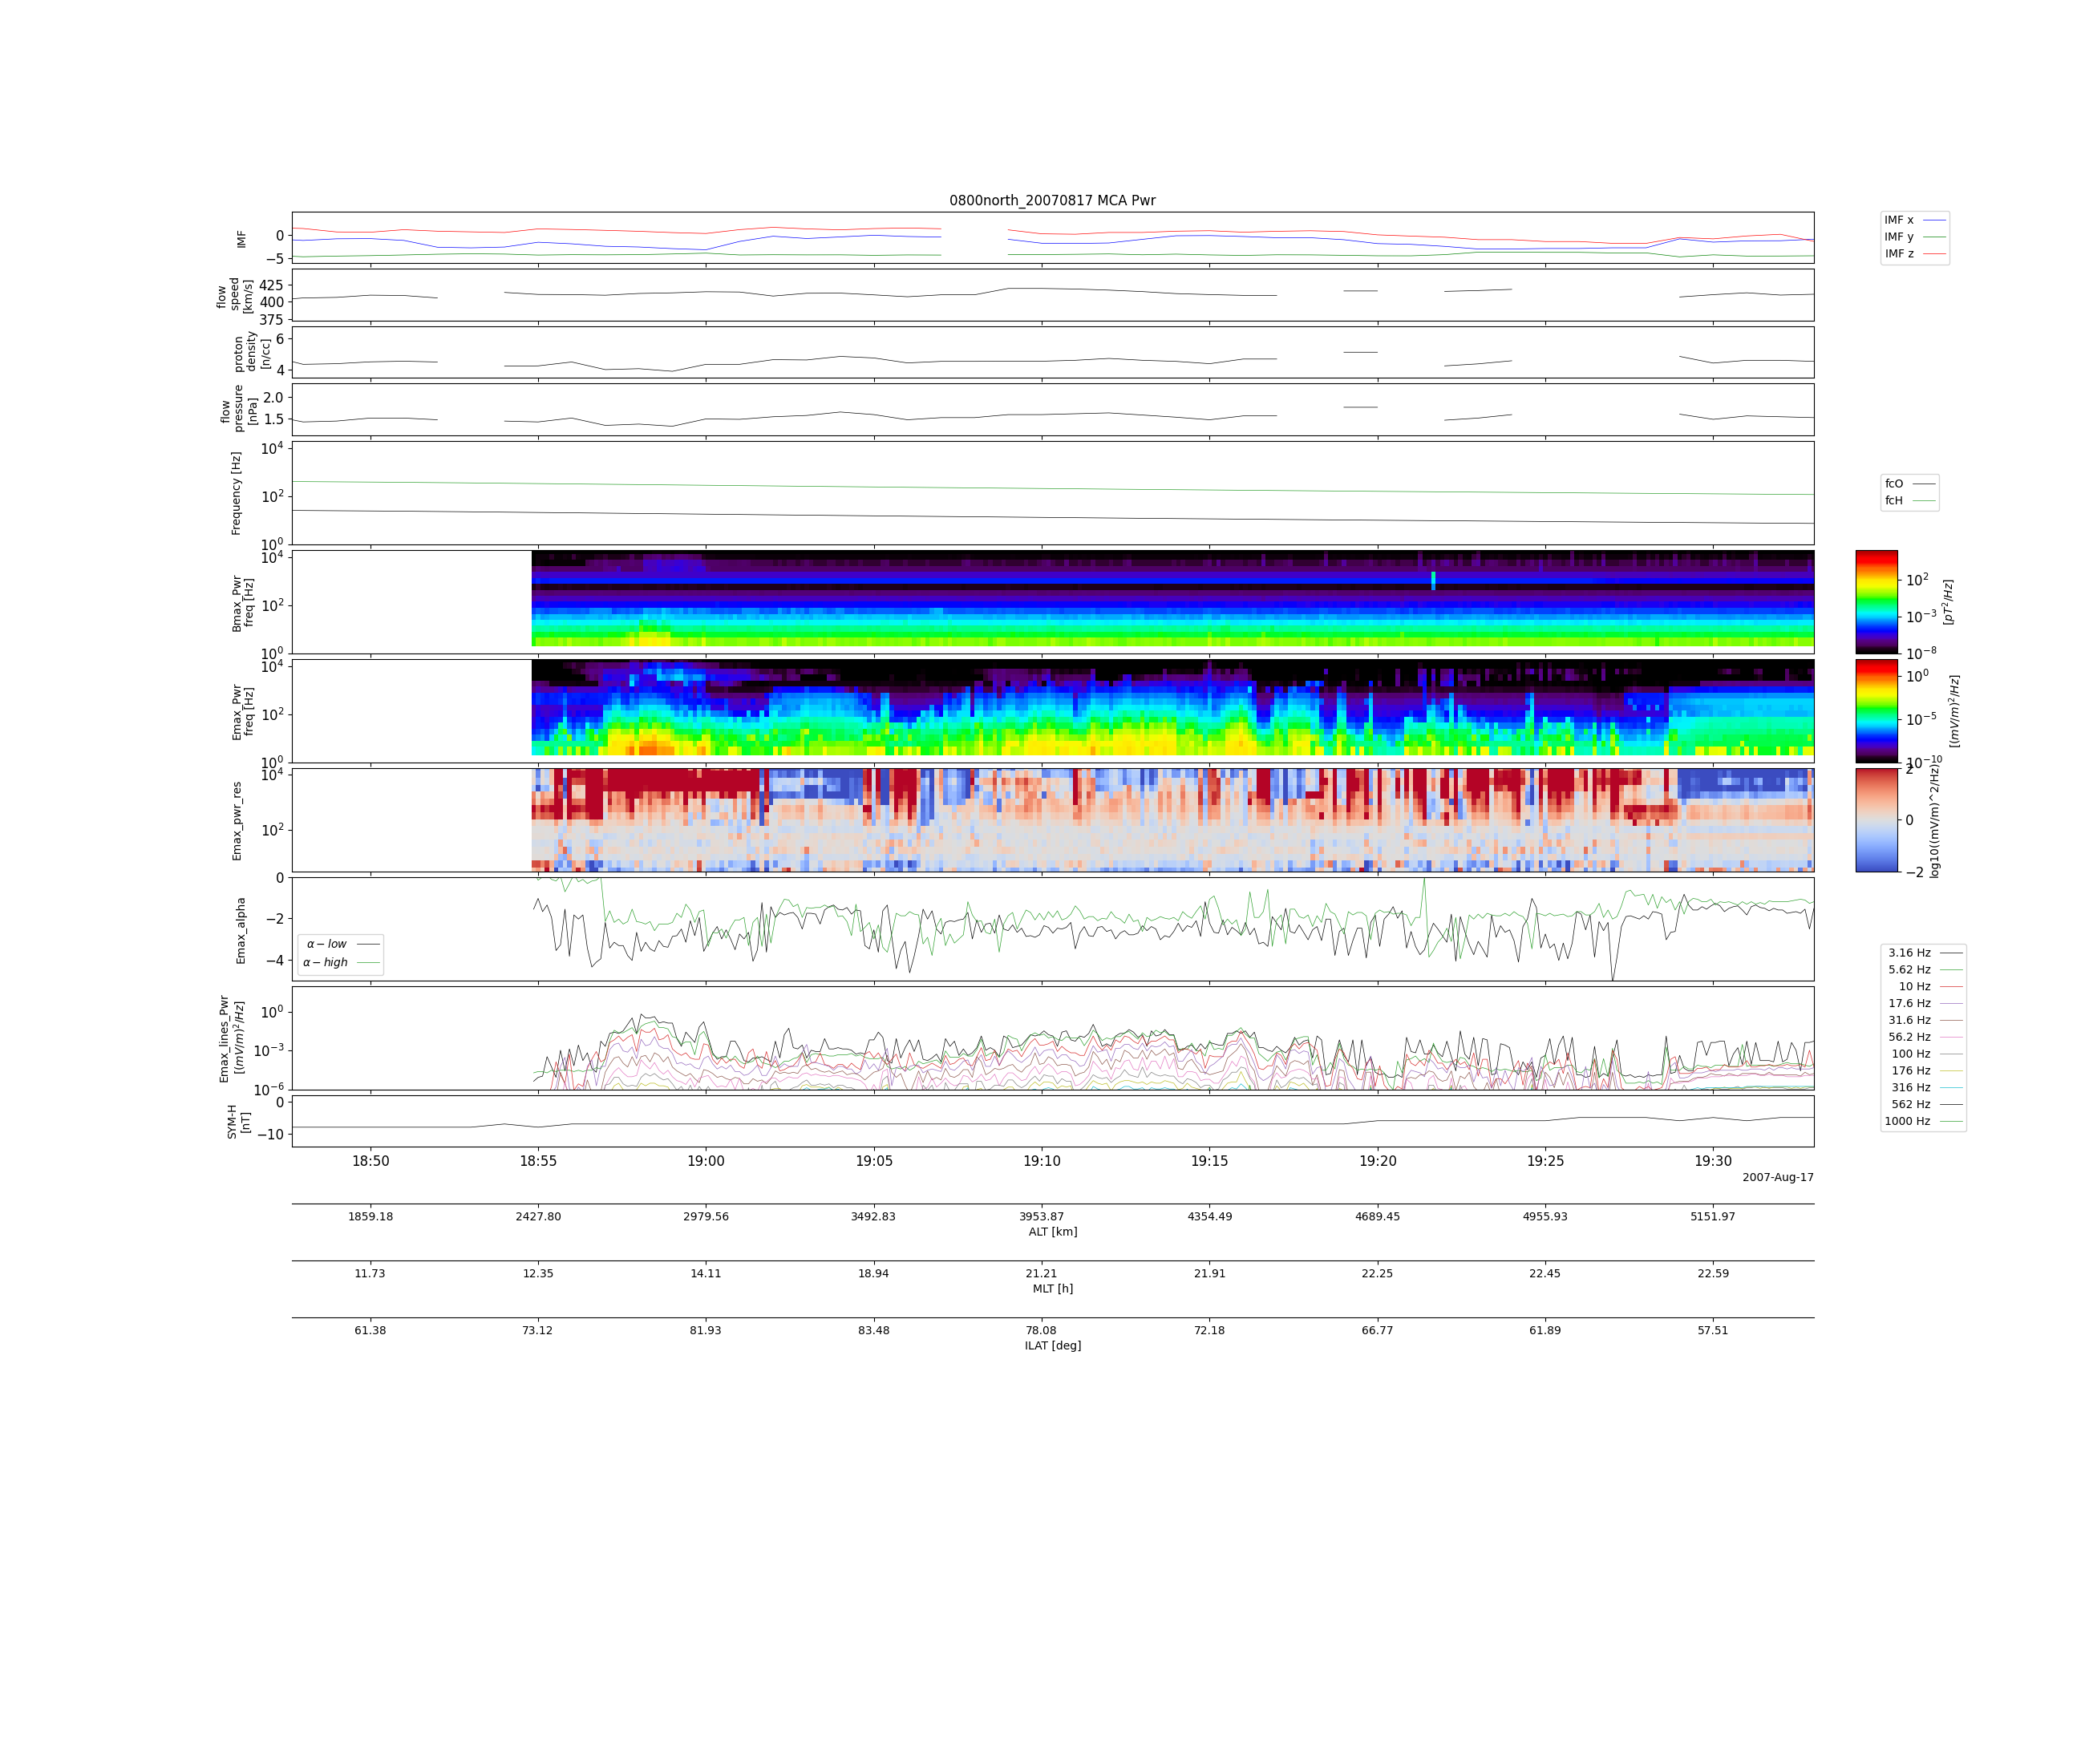 0800north_20070817 MCA Pwr
IMF
0
−5
IMF x
IMF y
IMF z
flow
speed
[km/s]
425
400
375
proton
density
[n/cc]
6
4
flow
pressure
[nPa]
2.0
1.5
Frequency [Hz]
10^4
10^2
10^0
fcO
fcH
Bmax_Pwr
freq [Hz]
10^4
10^2
10^0
10^2
10^-3
10^-8
[pT^2/Hz]
Emax_Pwr
freq [Hz]
10^4
10^2
10^0
10^0
10^-5
10^-10
[(mV/m)^2/Hz]
Emax_pwr_res
10^4
10^2
2
0
−2
log10((mV/m)^2/Hz)
Emax_alpha
0
−2
−4
α − low
α − high
Emax_lines_Pwr
[(mV/m)^2/Hz]
10^0
10^-3
10^-6
3.16 Hz
5.62 Hz
10 Hz
17.6 Hz
31.6 Hz
56.2 Hz
100 Hz
176 Hz
316 Hz
562 Hz
1000 Hz
SYM-H
[nT]
0
−10
18:50 18:55 19:00 19:05 19:10 19:15 19:20 19:25 19:30
2007-Aug-17
1859.18 2427.80 2979.56 3492.83 3953.87 4354.49 4689.45 4955.93 5151.97
ALT [km]
11.73 12.35 14.11 18.94 21.21 21.91 22.25 22.45 22.59
MLT [h]
61.38 73.12 81.93 83.48 78.08 72.18 66.77 61.89 57.51
ILAT [deg]